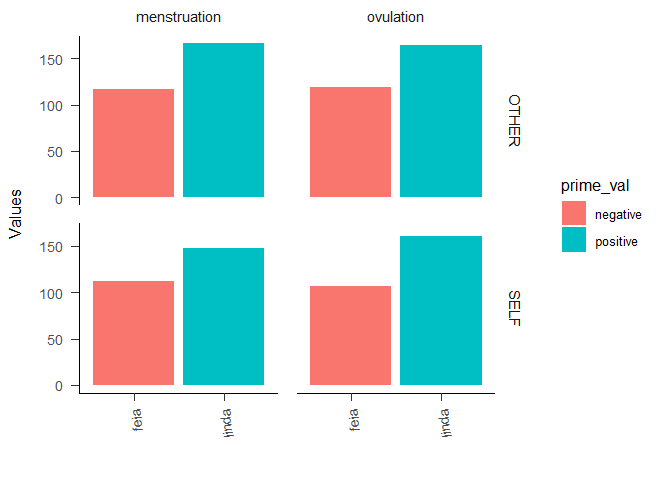 menstruation ovulation
150
100
50
0
OTHER
Values
150
100
50
0
SELF
feia linda feia linda
prime_val
negative
positive